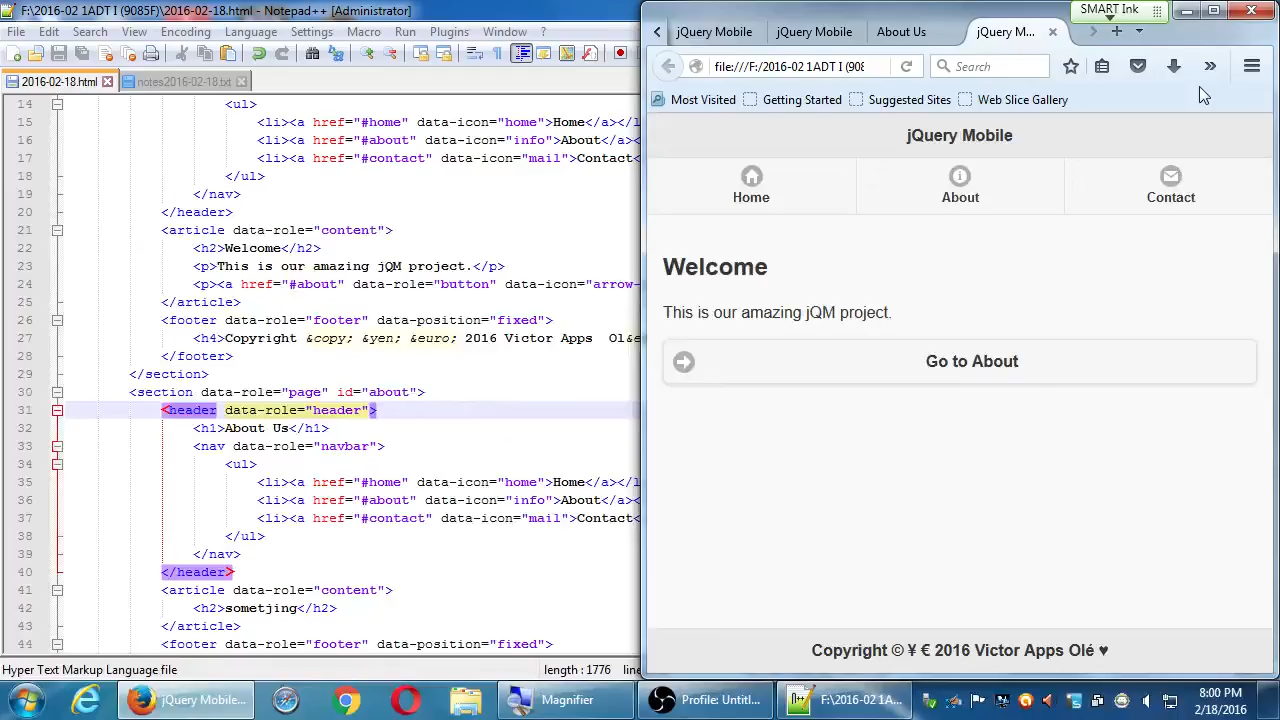 F:\2016-02-18.html - Notepad++ [Administrator]
File Edit Search View Encoding Language Settings Macro Run Plugins Window ?
2016-02-18.html notes2016-02-18.txt
14 <ul>
15 <li><a href="#home" data-icon="home">Home</a></l
16 <li><a href="#about" data-icon="info">About</a><
17 <li><a href="#contact" data-icon="mail">Contact<
18 </ul>
19 </nav>
20 </header>
21 <article data-role="content">
22 <h2>Welcome</h2>
23 <p>This is our amazing jQM project.</p>
24 <p><a href="#about" data-role="button" data-icon="arrow-
25 </article>
26 <footer data-role="footer" data-position="fixed">
27 <h4>Copyright &copy; &yen; &euro; 2016 Victor Apps Ol&e
28 </footer>
29 </section>
30 <section data-role="page" id="about">
31 <header data-role="header">
32 <h1>About Us</h1>
33 <nav data-role="navbar">
34 <ul>
35 <li><a href="#home" data-icon="home">Home</a></l
36 <li><a href="#about" data-icon="info">About</a><
37 <li><a href="#contact" data-icon="mail">Contact<
38 </ul>
39 </nav>
40 </header>
41 <article data-role="content">
42 <h2>sometjing</h2>
43 </article>
44 <footer data-role="footer" data-position="fixed">
Hyper Text Markup Language file length : 1776 line
SMART Ink
jQuery Mobile jQuery Mobile About Us jQuery M...
file:///F:/2016-02 1ADT I (908 Search
Most Visited Getting Started Suggested Sites Web Slice Gallery
jQuery Mobile
Home About Contact
Welcome
This is our amazing jQM project.
Go to About
Copyright © ¥ € 2016 Victor Apps Olé ♥
jQuery Mobile... Magnifier Profile: Untitl... F:\2016-02 1A...
8:00 PM
2/18/2016